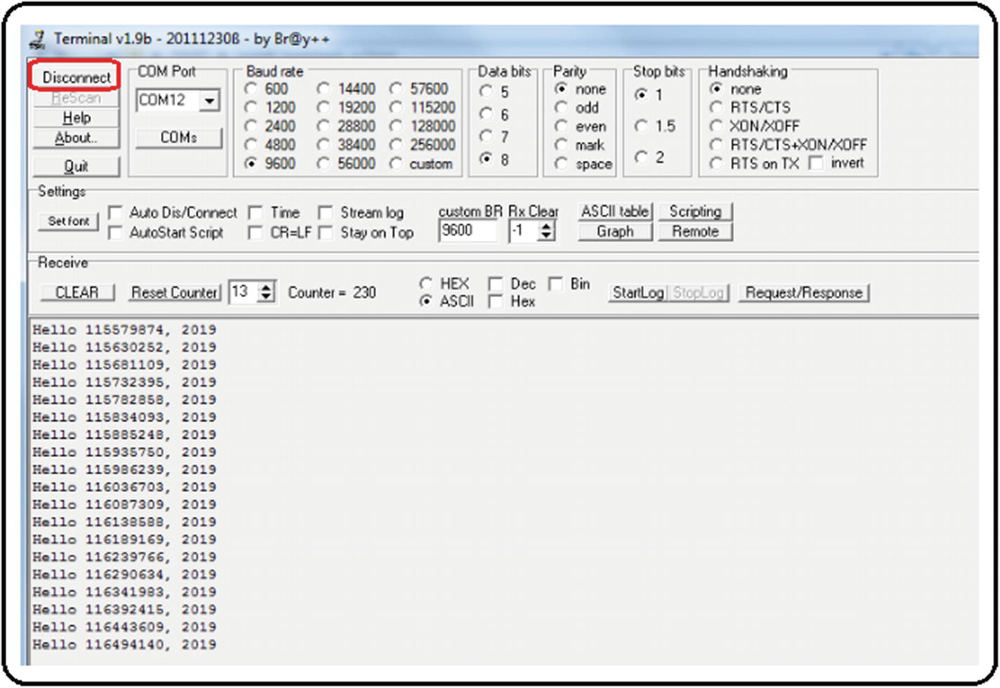 Terminal v1.9b - 20111230ß - by Br@y++
Disconnect
ReScan
Help
About..
Quit
COM Port
COM12
COMs
Baud rate
600 14400 57600
1200 19200 115200
2400 28800 128000
4800 38400 256000
9600 56000 custom
Data bits
5
6
7
8
Parity
none
odd
even
mark
space
Stop bits
1
1.5
2
Handshaking
none
RTS/CTS
XON/XOFF
RTS/CTS+XON/XOFF
RTS on TX invert
Settings
Set font
Auto Dis/Connect Time Stream log
AutoStart Script CR=LF Stay on Top
custom BR Rx Clear
9600 -1
ASCII table Scripting
Graph Remote
Receive
CLEAR Reset Counter 13 Counter = 230
HEX Dec Bin
ASCII Hex
StartLog StopLog Request/Response
Hello 115579874, 2019
Hello 115630252, 2019
Hello 115681109, 2019
Hello 115732395, 2019
Hello 115782858, 2019
Hello 115834093, 2019
Hello 115885248, 2019
Hello 115935750, 2019
Hello 115986239, 2019
Hello 116036703, 2019
Hello 116087309, 2019
Hello 116138588, 2019
Hello 116189169, 2019
Hello 116239766, 2019
Hello 116290634, 2019
Hello 116341983, 2019
Hello 116392415, 2019
Hello 116443609, 2019
Hello 116494140, 2019